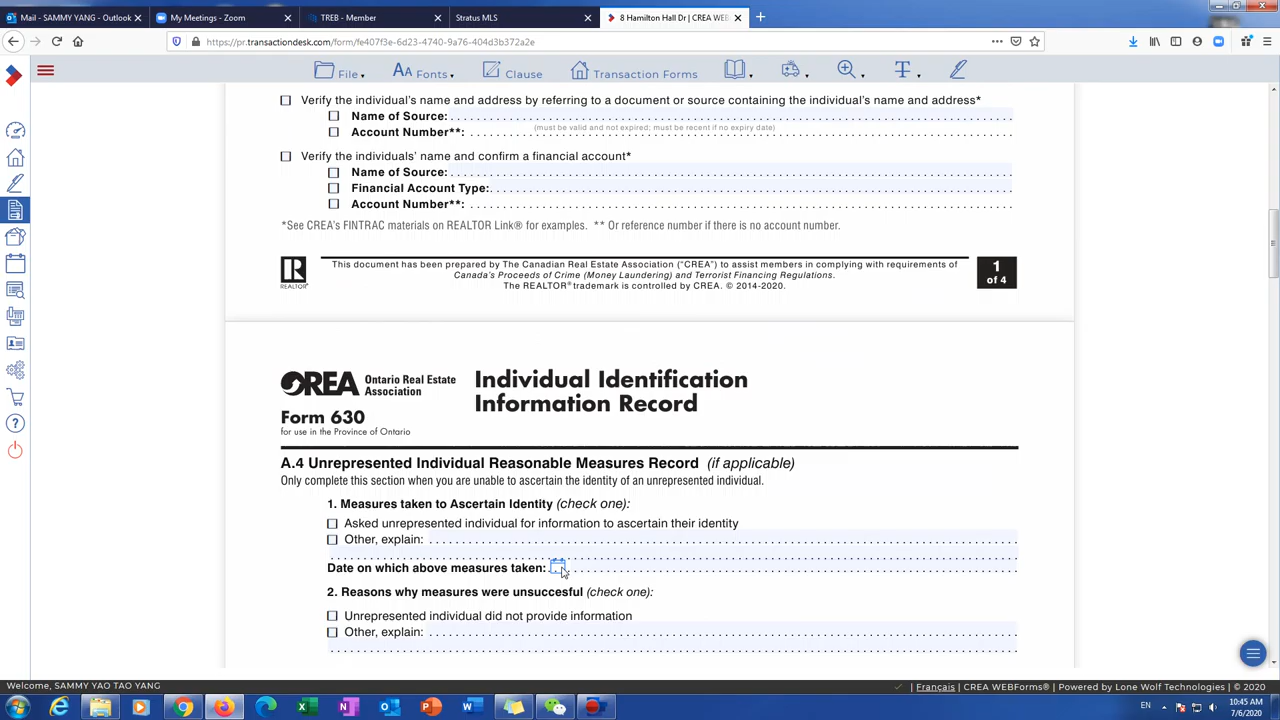 Mail - SAMMY YANG - Outlook
My Meetings - Zoom
TREB - Member
Stratus MLS
8 Hamilton Hall Dr | CREA WEB
https://pr.transactiondesk.com/form/fe407f3e-6d23-4740-9a76-404d3b372a2e
File
Fonts
Clause
Transaction Forms
Verify the individual's name and address by referring to a document or source containing the individual's name and address*
Name of Source:
(must be valid and not expired; must be recent if no expiry date)
Account Number**:
Verify the individuals' name and confirm a financial account*
Name of Source:
Financial Account Type:
Account Number**:
*See CREA's FINTRAC materials on REALTOR Link® for examples. ** Or reference number if there is no account number.
This document has been prepared by The Canadian Real Estate Association ("CREA") to assist members in complying with requirements of
Canada's Proceeds of Crime (Money Laundering) and Terrorist Financing Regulations.
The REALTOR® trademark is controlled by CREA. © 2014-2020.
REALTOR®
1
of 4
OREA Ontario Real Estate
Association
Individual Identification
Information Record
Form 630
for use in the Province of Ontario
A.4 Unrepresented Individual Reasonable Measures Record (if applicable)
Only complete this section when you are unable to ascertain the identity of an unrepresented individual.
1. Measures taken to Ascertain Identity (check one):
Asked unrepresented individual for information to ascertain their identity
Other, explain:
Date on which above measures taken:
2. Reasons why measures were unsuccesful (check one):
Unrepresented individual did not provide information
Other, explain:
Welcome, SAMMY YAO TAO YANG
| Français | CREA WEBForms® | Powered by Lone Wolf Technologies | © 2020
EN
10:45 AM
7/6/2020